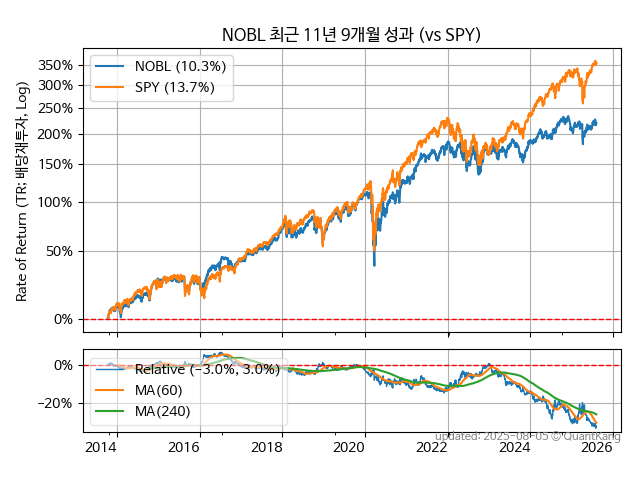 NOBL 최근 11년 9개월 성과 (vs SPY)
Rate of Return (TR: 배당재투자, Log)
350%
300%
250%
200%
150%
100%
50%
0%
NOBL (10.3%)
SPY (13.7%)
0%
−20%
Relative (−3.0%, 3.0%)
MA(60)
MA(240)
updated: 2025-08-05 © QuantKang
2014 2016 2018 2020 2022 2024 2026